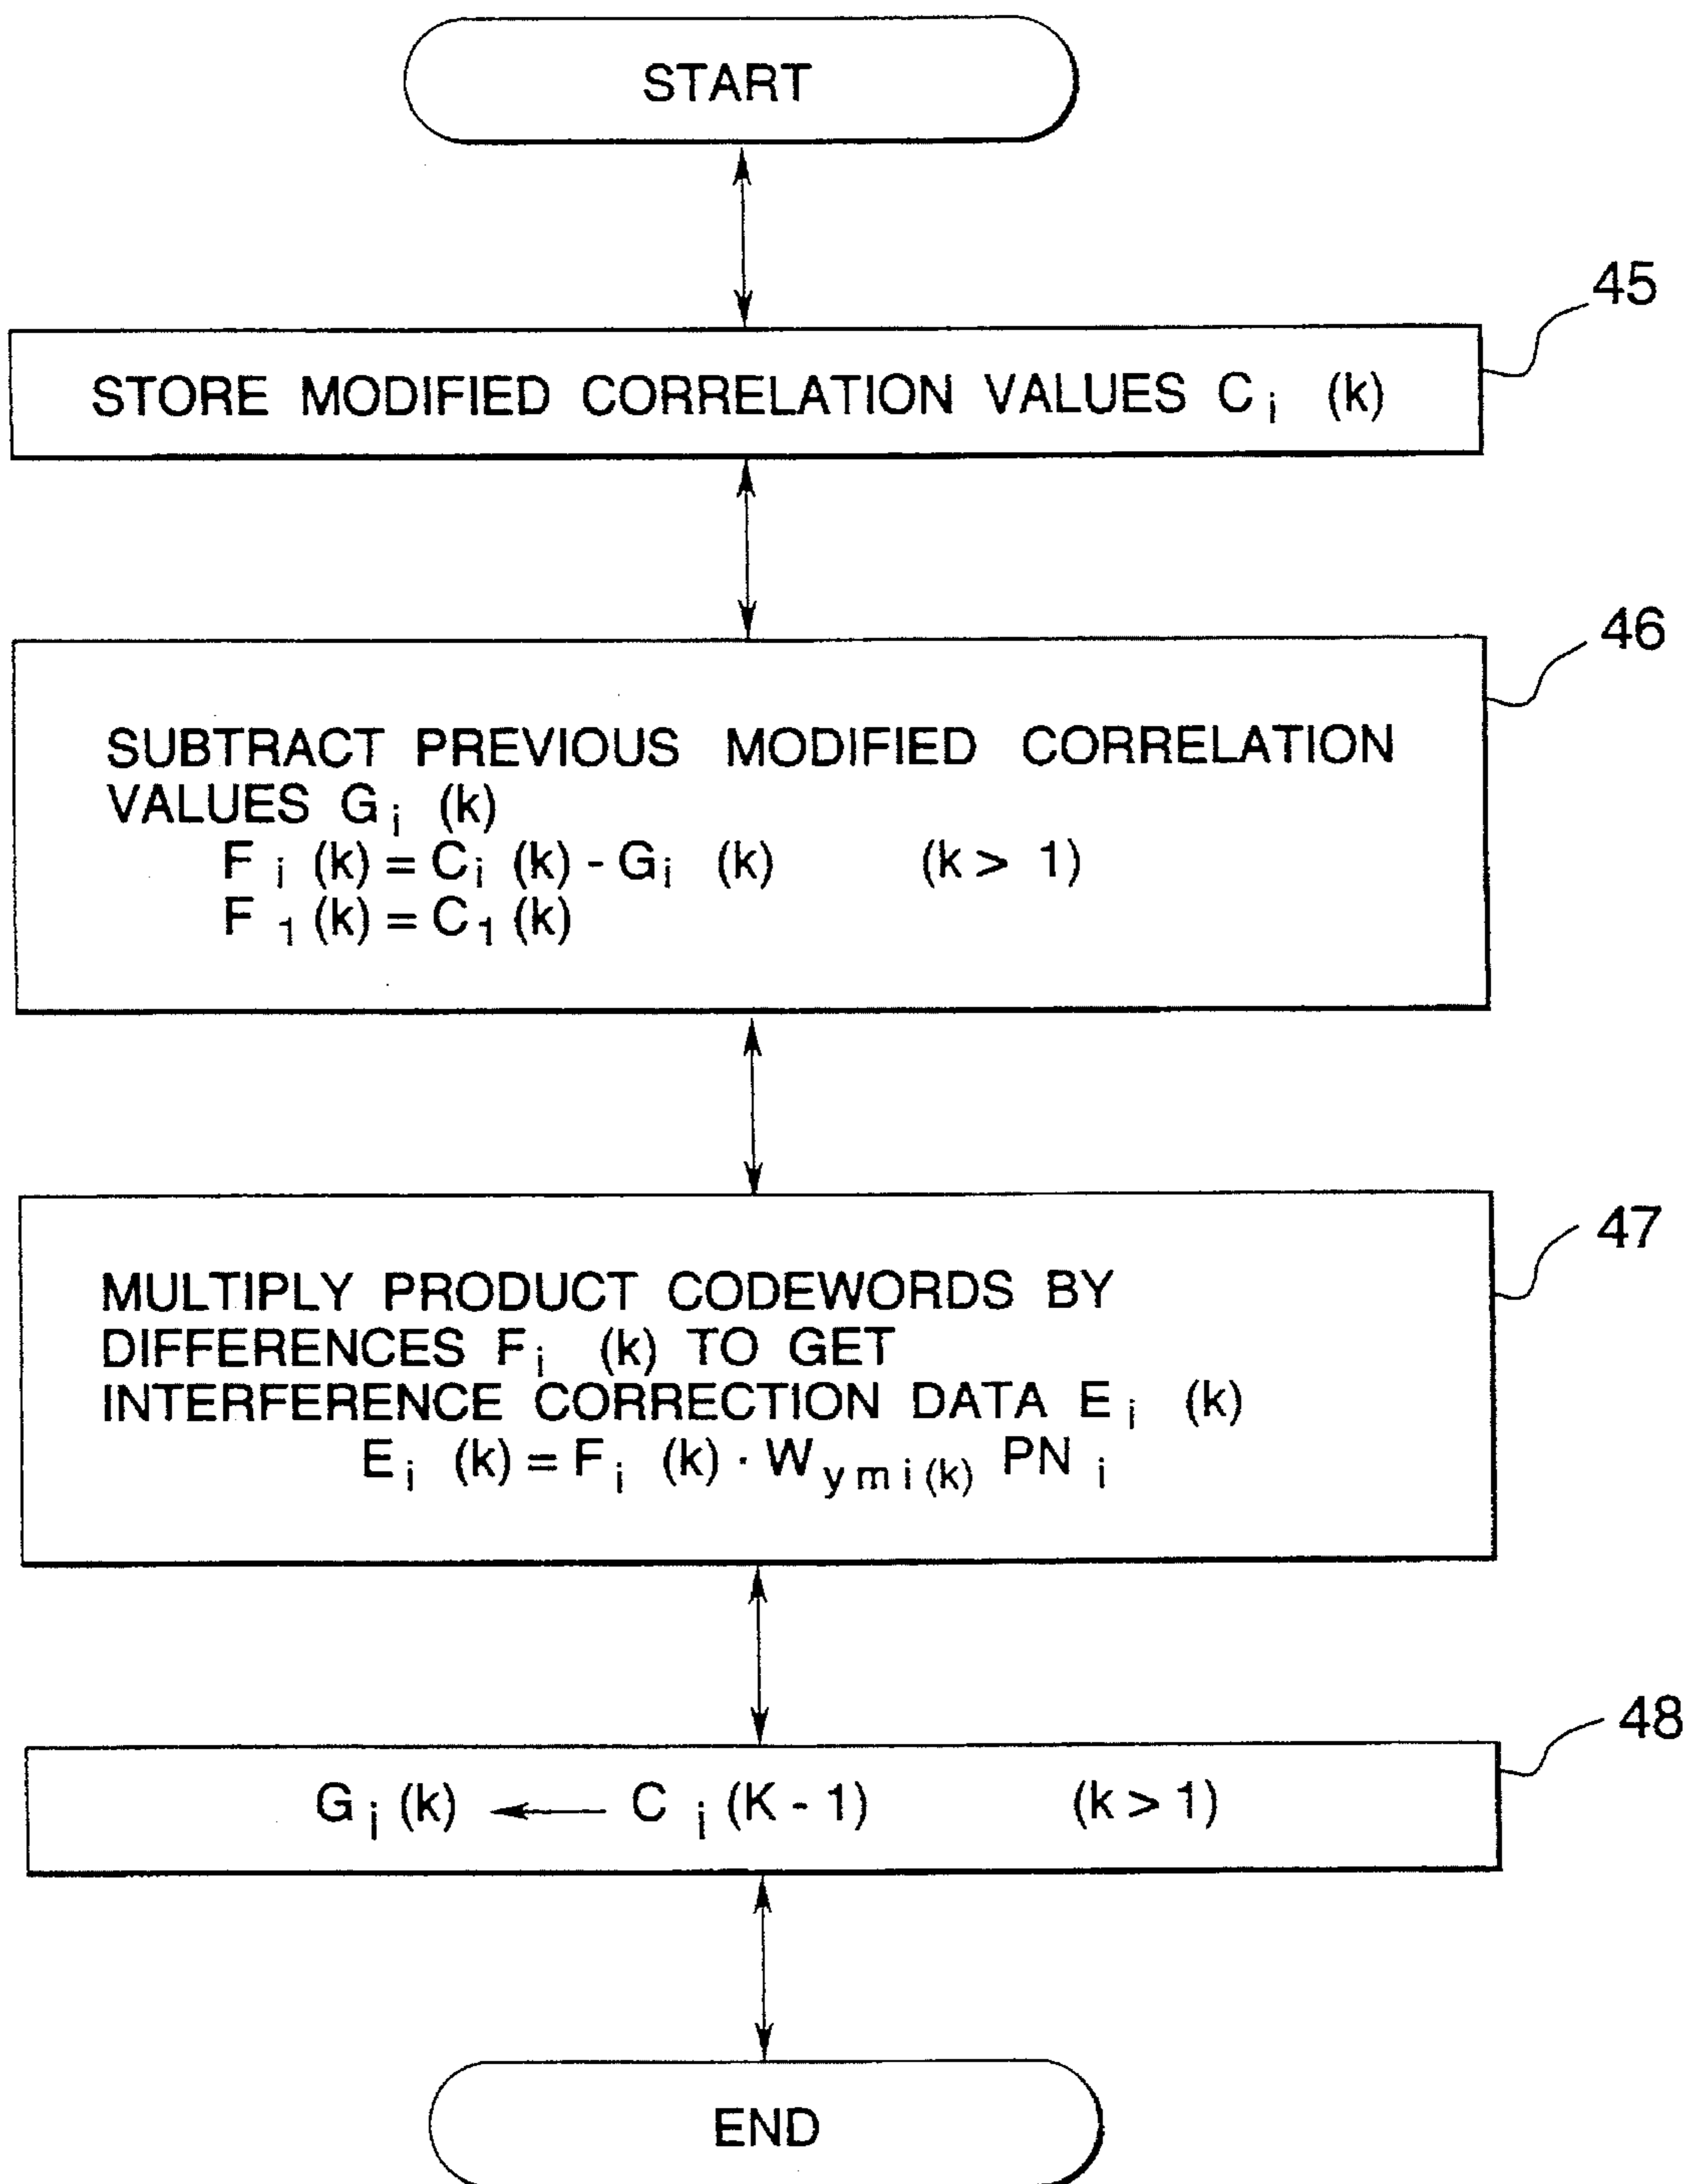 START
45
STORE MODIFIED CORRELATION VALUES C i (k)
46
SUBTRACT PREVIOUS MODIFIED CORRELATION
VALUES G i (k)
F i (k) = C i (k) - G i (k) (k > 1)
F 1 (k) = C 1 (k)
47
MULTIPLY PRODUCT CODEWORDS BY
DIFFERENCES F i (k) TO GET
INTERFERENCE CORRECTION DATA E i (k)
E i (k) = F i (k) · W y m i (k) PN i
48
G i (k) ← C i (K - 1) (k > 1)
END